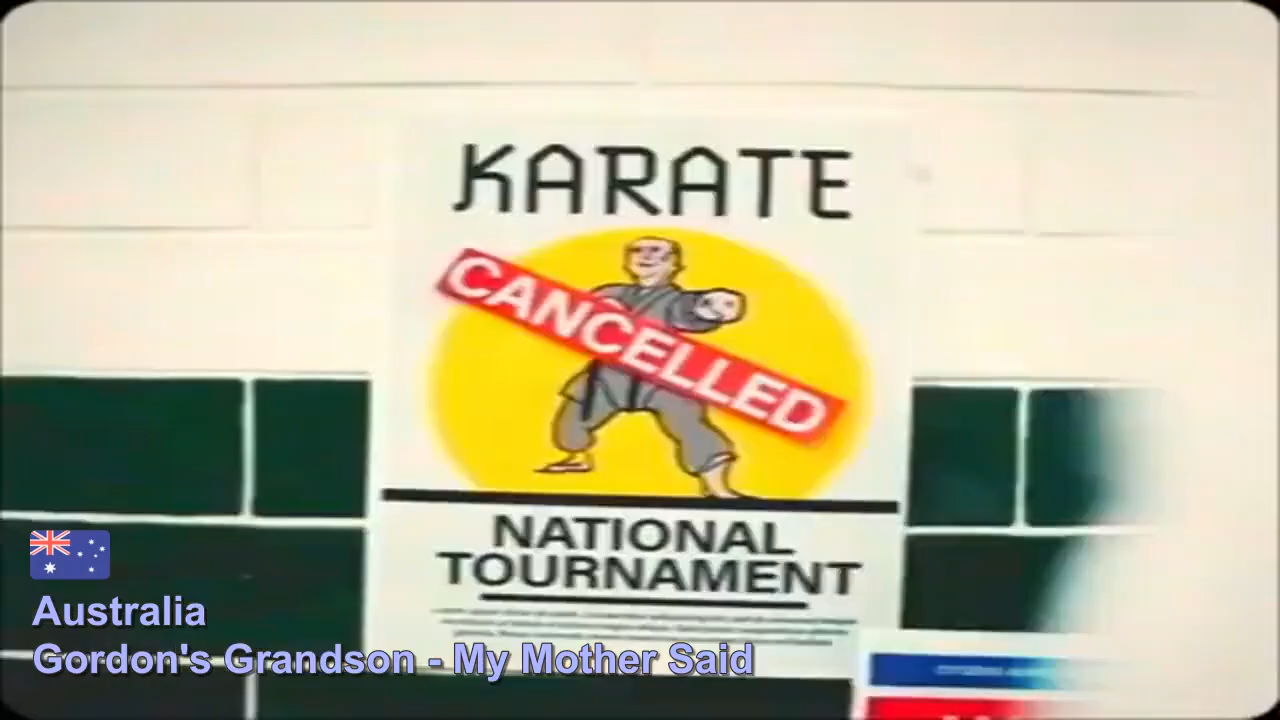 KARATE
CANCELLED
NATIONAL
TOURNAMENT
Australia
Gordon's Grandson - My Mother Said